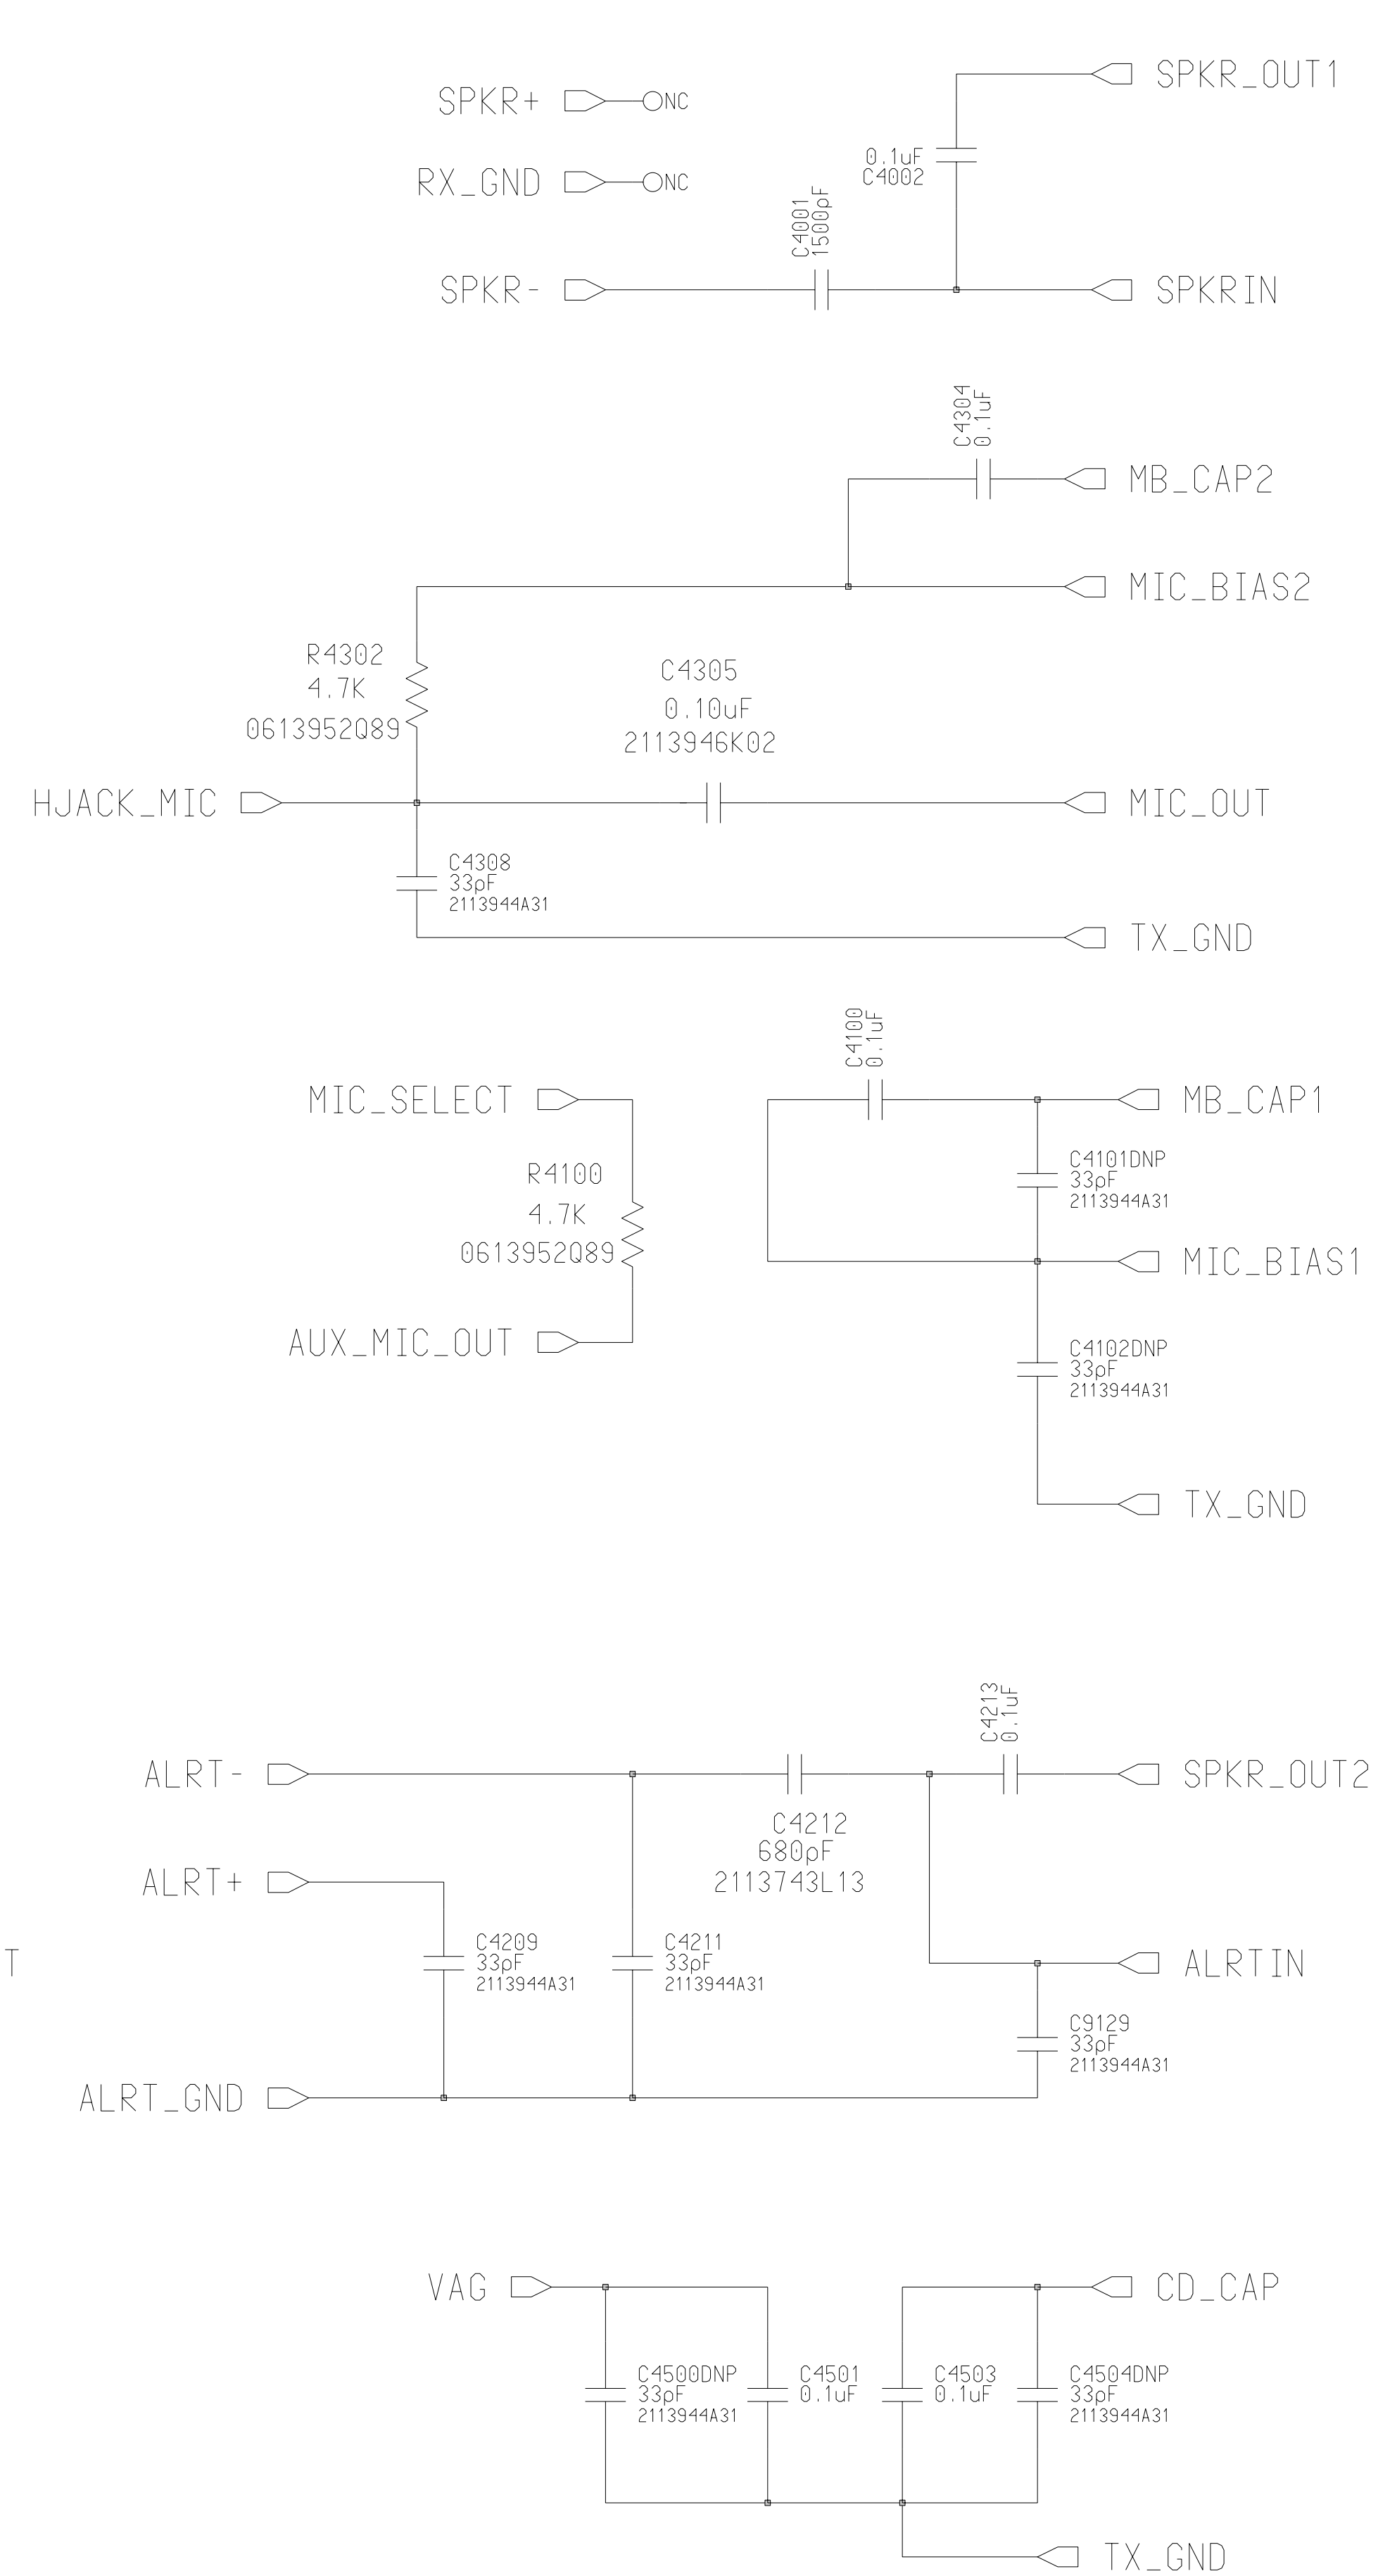 SPKR_OUT1
SPKR+
NC
0.1uF
C4002
RX_GND
NC
C4001
1500pF
SPKR-
SPKRIN
C4304
0.1uF
MB_CAP2
MIC_BIAS2
R4302
4.7K
0613952Q89
C4305
0.10uF
2113946K02
HJACK_MIC
MIC_OUT
C4308
33pF
2113944A31
TX_GND
C4100
0.1uF
MIC_SELECT
MB_CAP1
R4100
4.7K
0613952Q89
C4101DNP
33pF
2113944A31
MIC_BIAS1
AUX_MIC_OUT
C4102DNP
33pF
2113944A31
TX_GND
C4213
0.1uF
ALRT-
SPKR_OUT2
C4212
680pF
2113743L13
ALRT+
C4209
33pF
2113944A31
C4211
33pF
2113944A31
T
ALRTIN
C9129
33pF
2113944A31
ALRT_GND
VAG
CD_CAP
C4500DNP
33pF
2113944A31
C4501
0.1uF
C4503
0.1uF
C4504DNP
33pF
2113944A31
TX_GND